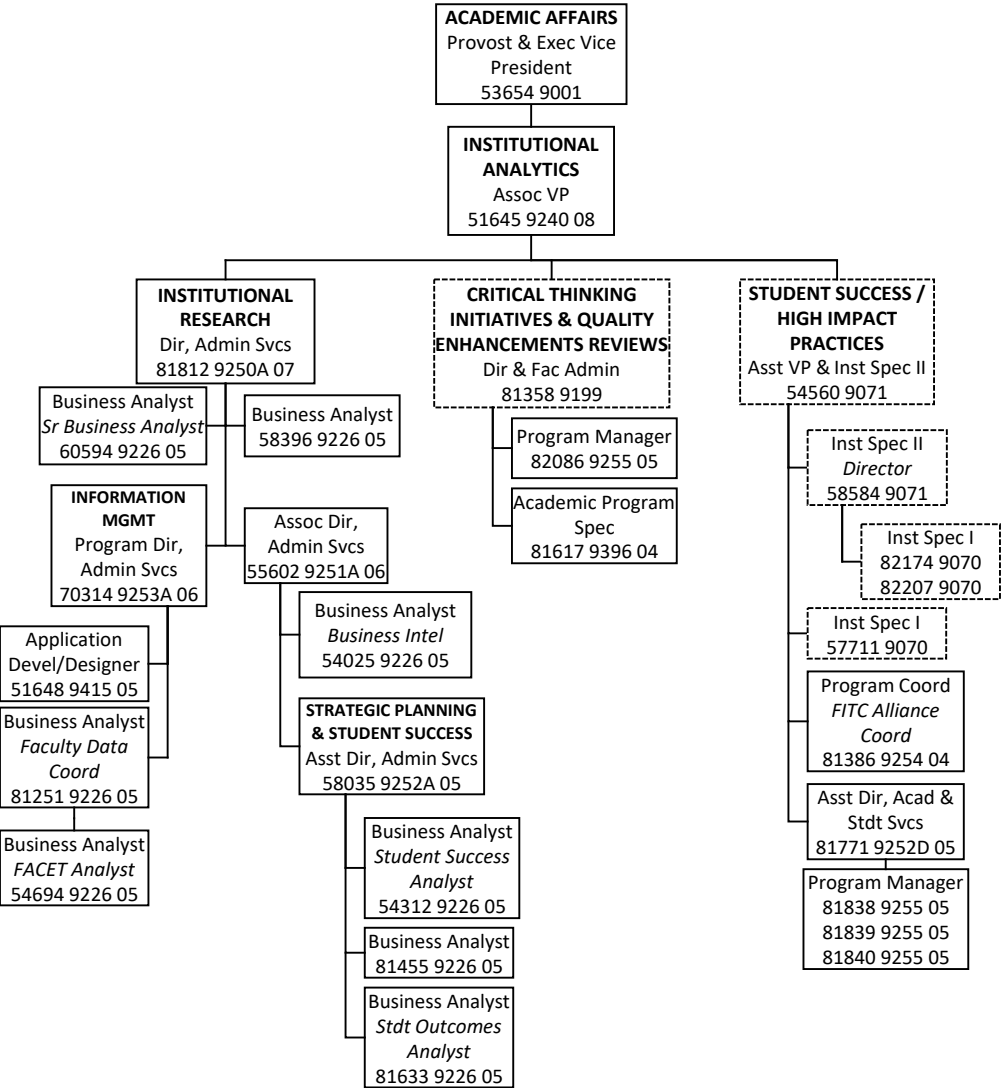 ACADEMIC AFFAIRS
Provost & Exec Vice
President
53654 9001
INSTITUTIONAL
ANALYTICS
Assoc VP
51645 9240 08
INSTITUTIONAL
RESEARCH
Dir, Admin Svcs
81812 9250A 07
Business Analyst
Sr Business Analyst
60594 9226 05
Business Analyst
58396 9226 05
INFORMATION
MGMT
Program Dir,
Admin Svcs
70314 9253A 06
Application
Devel/Designer
51648 9415 05
Business Analyst
Faculty Data
Coord
81251 9226 05
Business Analyst
FACET Analyst
54694 9226 05
Assoc Dir,
Admin Svcs
55602 9251A 06
Business Analyst
Business Intel
54025 9226 05
STRATEGIC PLANNING
& STUDENT SUCCESS
Asst Dir, Admin Svcs
58035 9252A 05
Business Analyst
Student Success
Analyst
54312 9226 05
Business Analyst
81455 9226 05
Business Analyst
Stdt Outcomes
Analyst
81633 9226 05
CRITICAL THINKING
INITIATIVES & QUALITY
ENHANCEMENTS REVIEWS
Dir & Fac Admin
81358 9199
Program Manager
82086 9255 05
Academic Program
Spec
81617 9396 04
STUDENT SUCCESS /
HIGH IMPACT
PRACTICES
Asst VP & Inst Spec II
54560 9071
Inst Spec II
Director
58584 9071
Inst Spec I
82174 9070
82207 9070
Inst Spec I
57711 9070
Program Coord
FITC Alliance
Coord
81386 9254 04
Asst Dir, Acad &
Stdt Svcs
81771 9252D 05
Program Manager
81838 9255 05
81839 9255 05
81840 9255 05